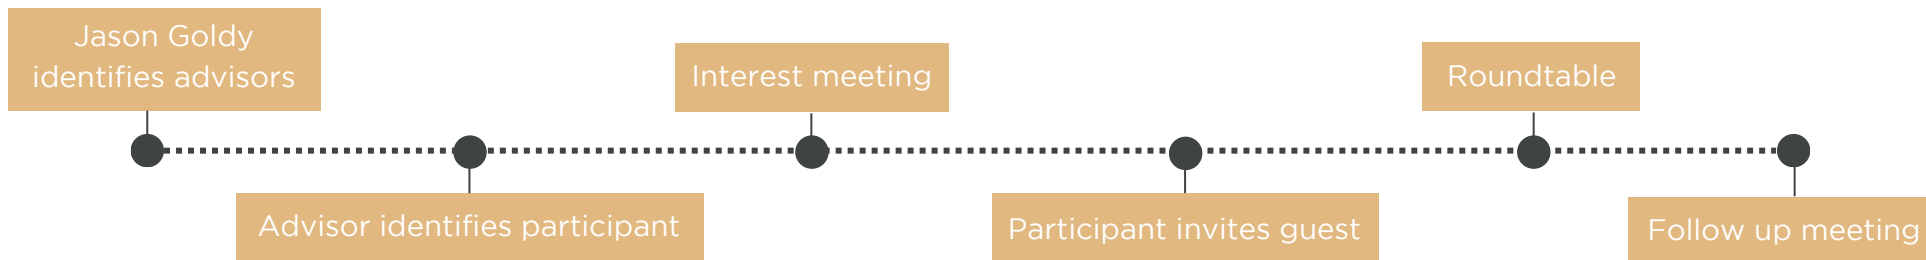 Jason Goldy
identifies advisors
Advisor identifies participant
Interest meeting
Participant invites guest
Roundtable
Follow up meeting